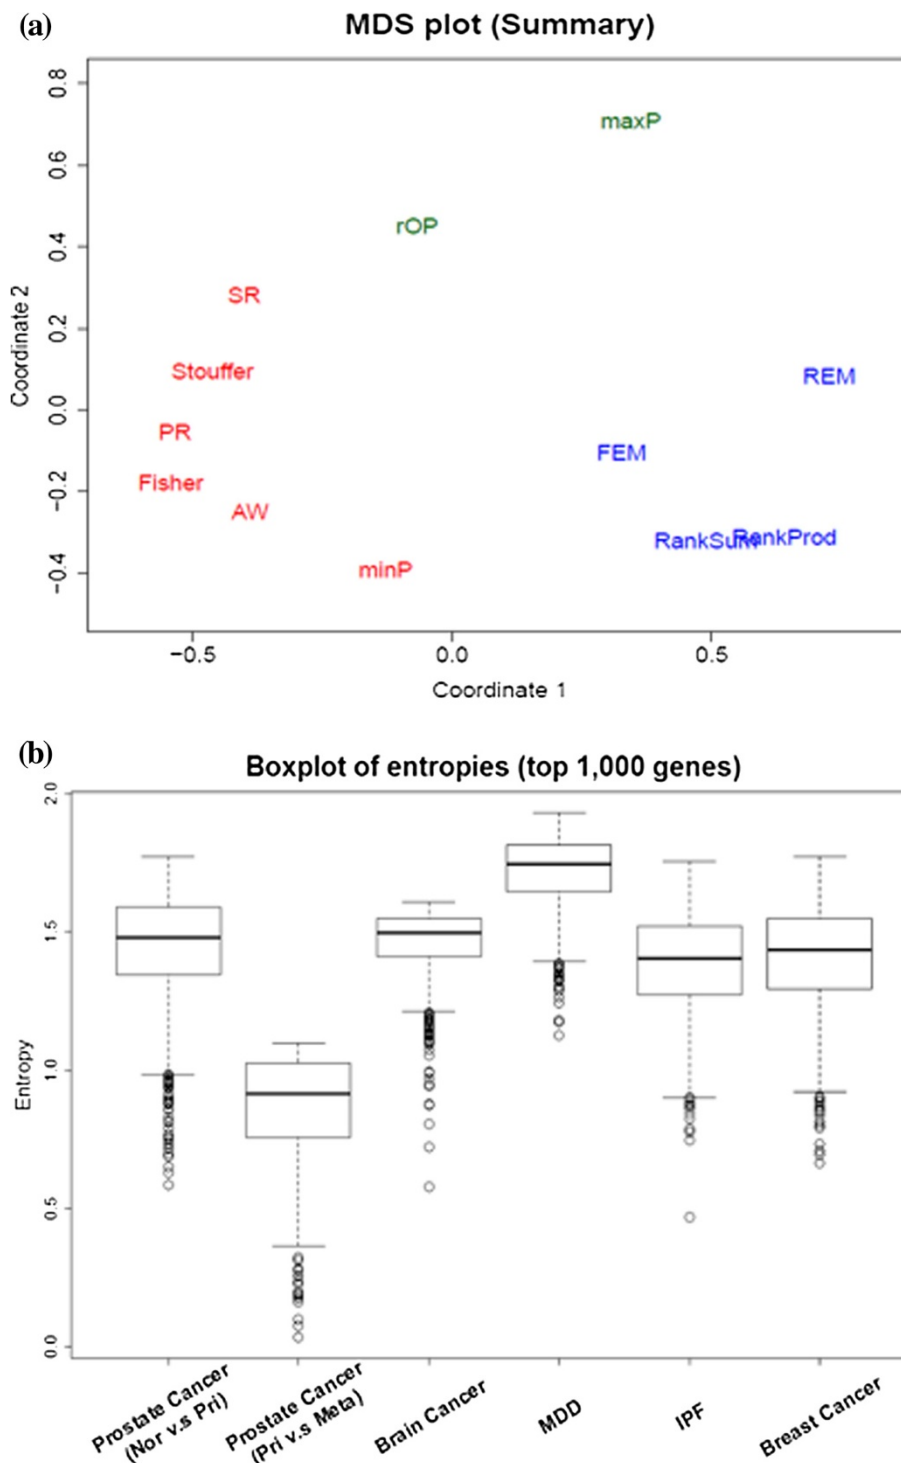 (a)
MDS plot (Summary)
0.8
0.6
0.4
0.2
0.0
−0.2
−0.4
Coordinate 2
maxP
rOP
SR
Stouffer
REM
PR
FEM
Fisher
AW
RankSum
RankProd
minP
−0.5
0.0
0.5
Coordinate 1
(b)
Boxplot of entropies (top 1,000 genes)
2.0
1.5
1.0
0.5
0.0
Entropy
Prostate Cancer
(Nor v.s Pri)
Prostate Cancer
(Pri v.s Meta)
Brain Cancer
MDD
IPF
Breast Cancer